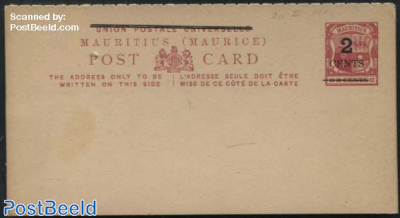 Scanned by:
PostBeeld
UNION POSTALE UNIVERSELLE
MAURITIUS (MAURICE)
POST CARD
THE ADDRESS ONLY TO BE WRITTEN ON THIS SIDE
L'ADRESSE SEULE DOIT ÊTRE MISE DE CE CÔTÉ DE LA CARTE
MAURITIUS
2
CENTS
PostBeeld